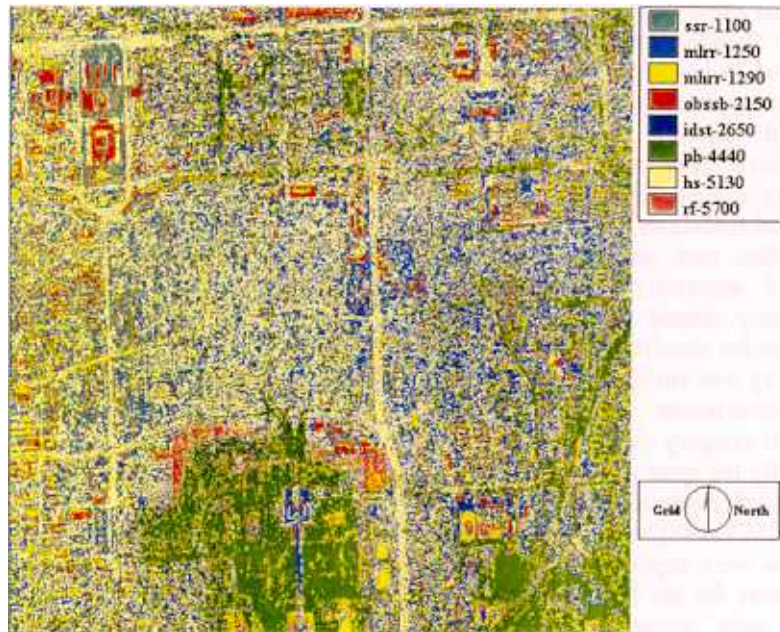 ssr-1100
mlrr-1250
mhrr-1290
obssb-2150
idst-2650
ph-4440
hs-5130
rf-5700
Grid North